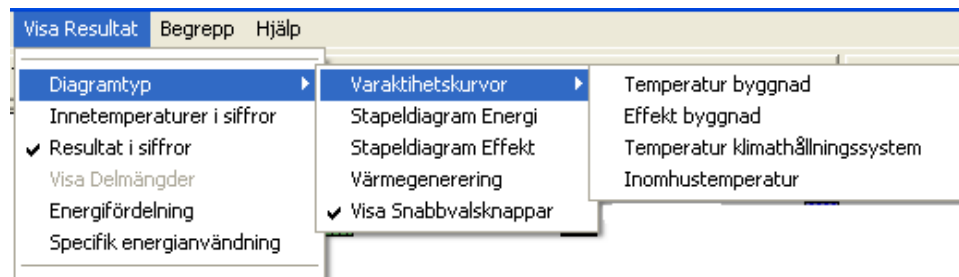 Visa Resultat Begrepp Hjälp
Diagramtyp
Innetemperaturer i siffror
Resultat i siffror
Visa Delmängder
Energifördelning
Specifik energianvändning
Varaktihetskurvor
Stapeldiagram Energi
Stapeldiagram Effekt
Värmegenerering
Visa Snabbvalsknappar
Temperatur byggnad
Effekt byggnad
Temperatur klimathållningssystem
Inomhustemperatur